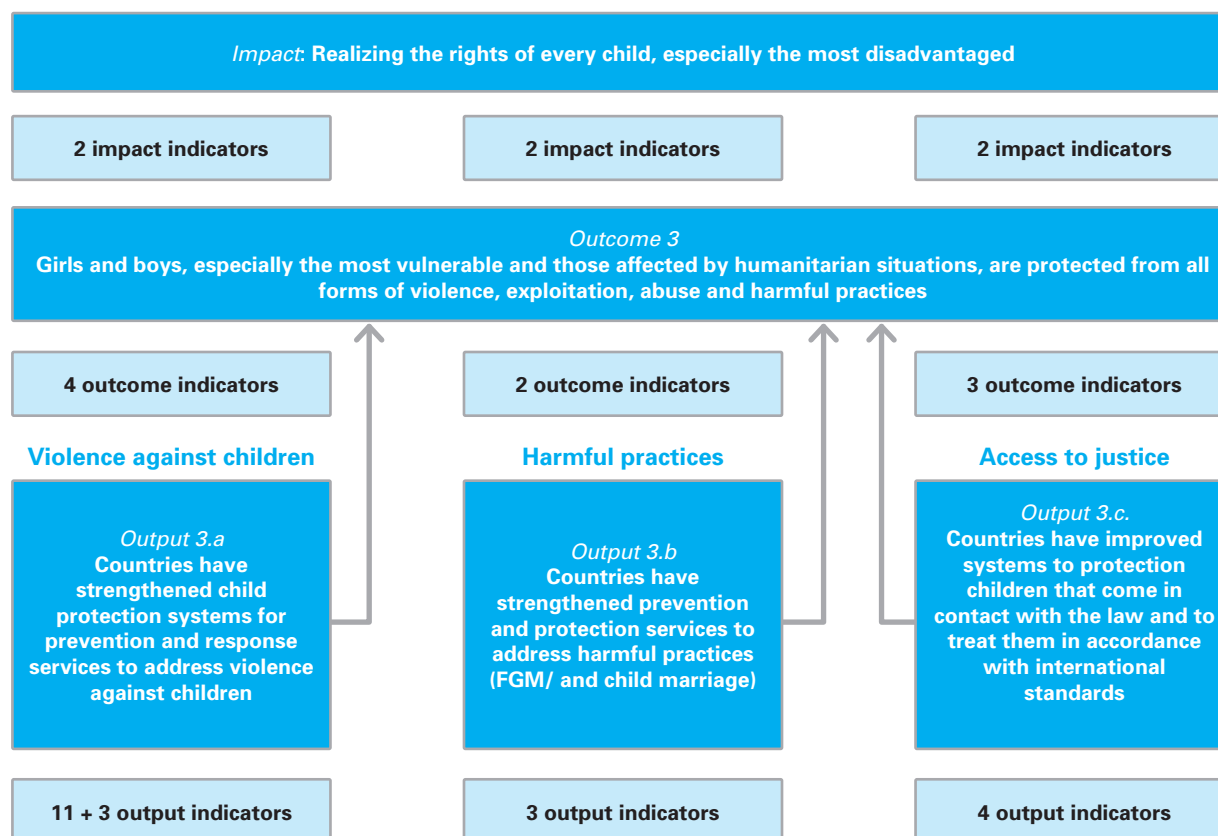 Impact: Realizing the rights of every child, especially the most disadvantaged
2 impact indicators
2 impact indicators
2 impact indicators
Outcome 3
Girls and boys, especially the most vulnerable and those affected by humanitarian situations, are protected from all
forms of violence, exploitation, abuse and harmful practices
4 outcome indicators
2 outcome indicators
3 outcome indicators
Violence against children
Harmful practices
Access to justice
Output 3.a
Countries have
strengthened child
protection systems for
prevention and response
services to address violence
against children
Output 3.b
Countries have
strengthened prevention
and protection services to
address harmful practices
(FGM/ and child marriage)
Output 3.c.
Countries have improved
systems to protection
children that come in
contact with the law and to
treat them in accordance
with international
standards
11 + 3 output indicators
3 output indicators
4 output indicators